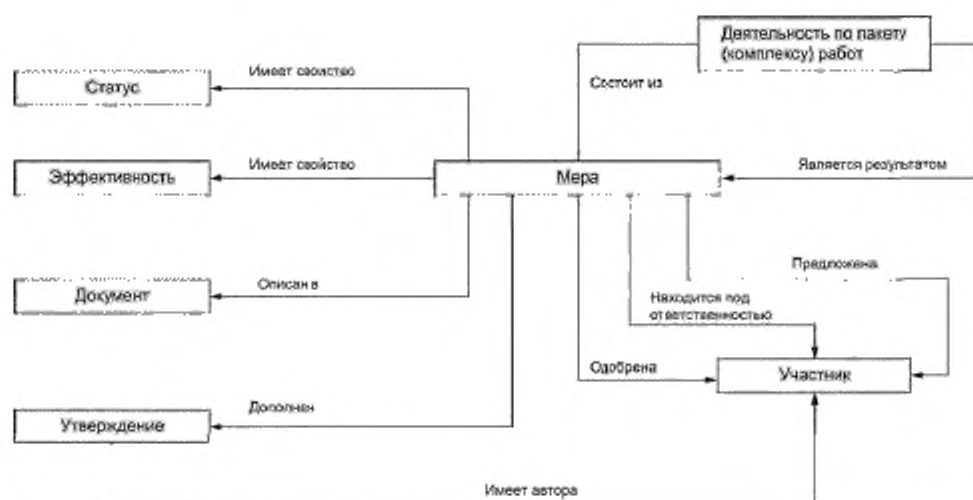 Деятельность по пакету
(комплексу) работ
Имеет свойство
Статус
Состоит из
Имеет свойство
Эффективность
Мера
Является результатом
Предложена
Описан в
Документ
Находится под
ответственностью
Одобрена
Участник
Дополнен
Утверждение
Имеет автора